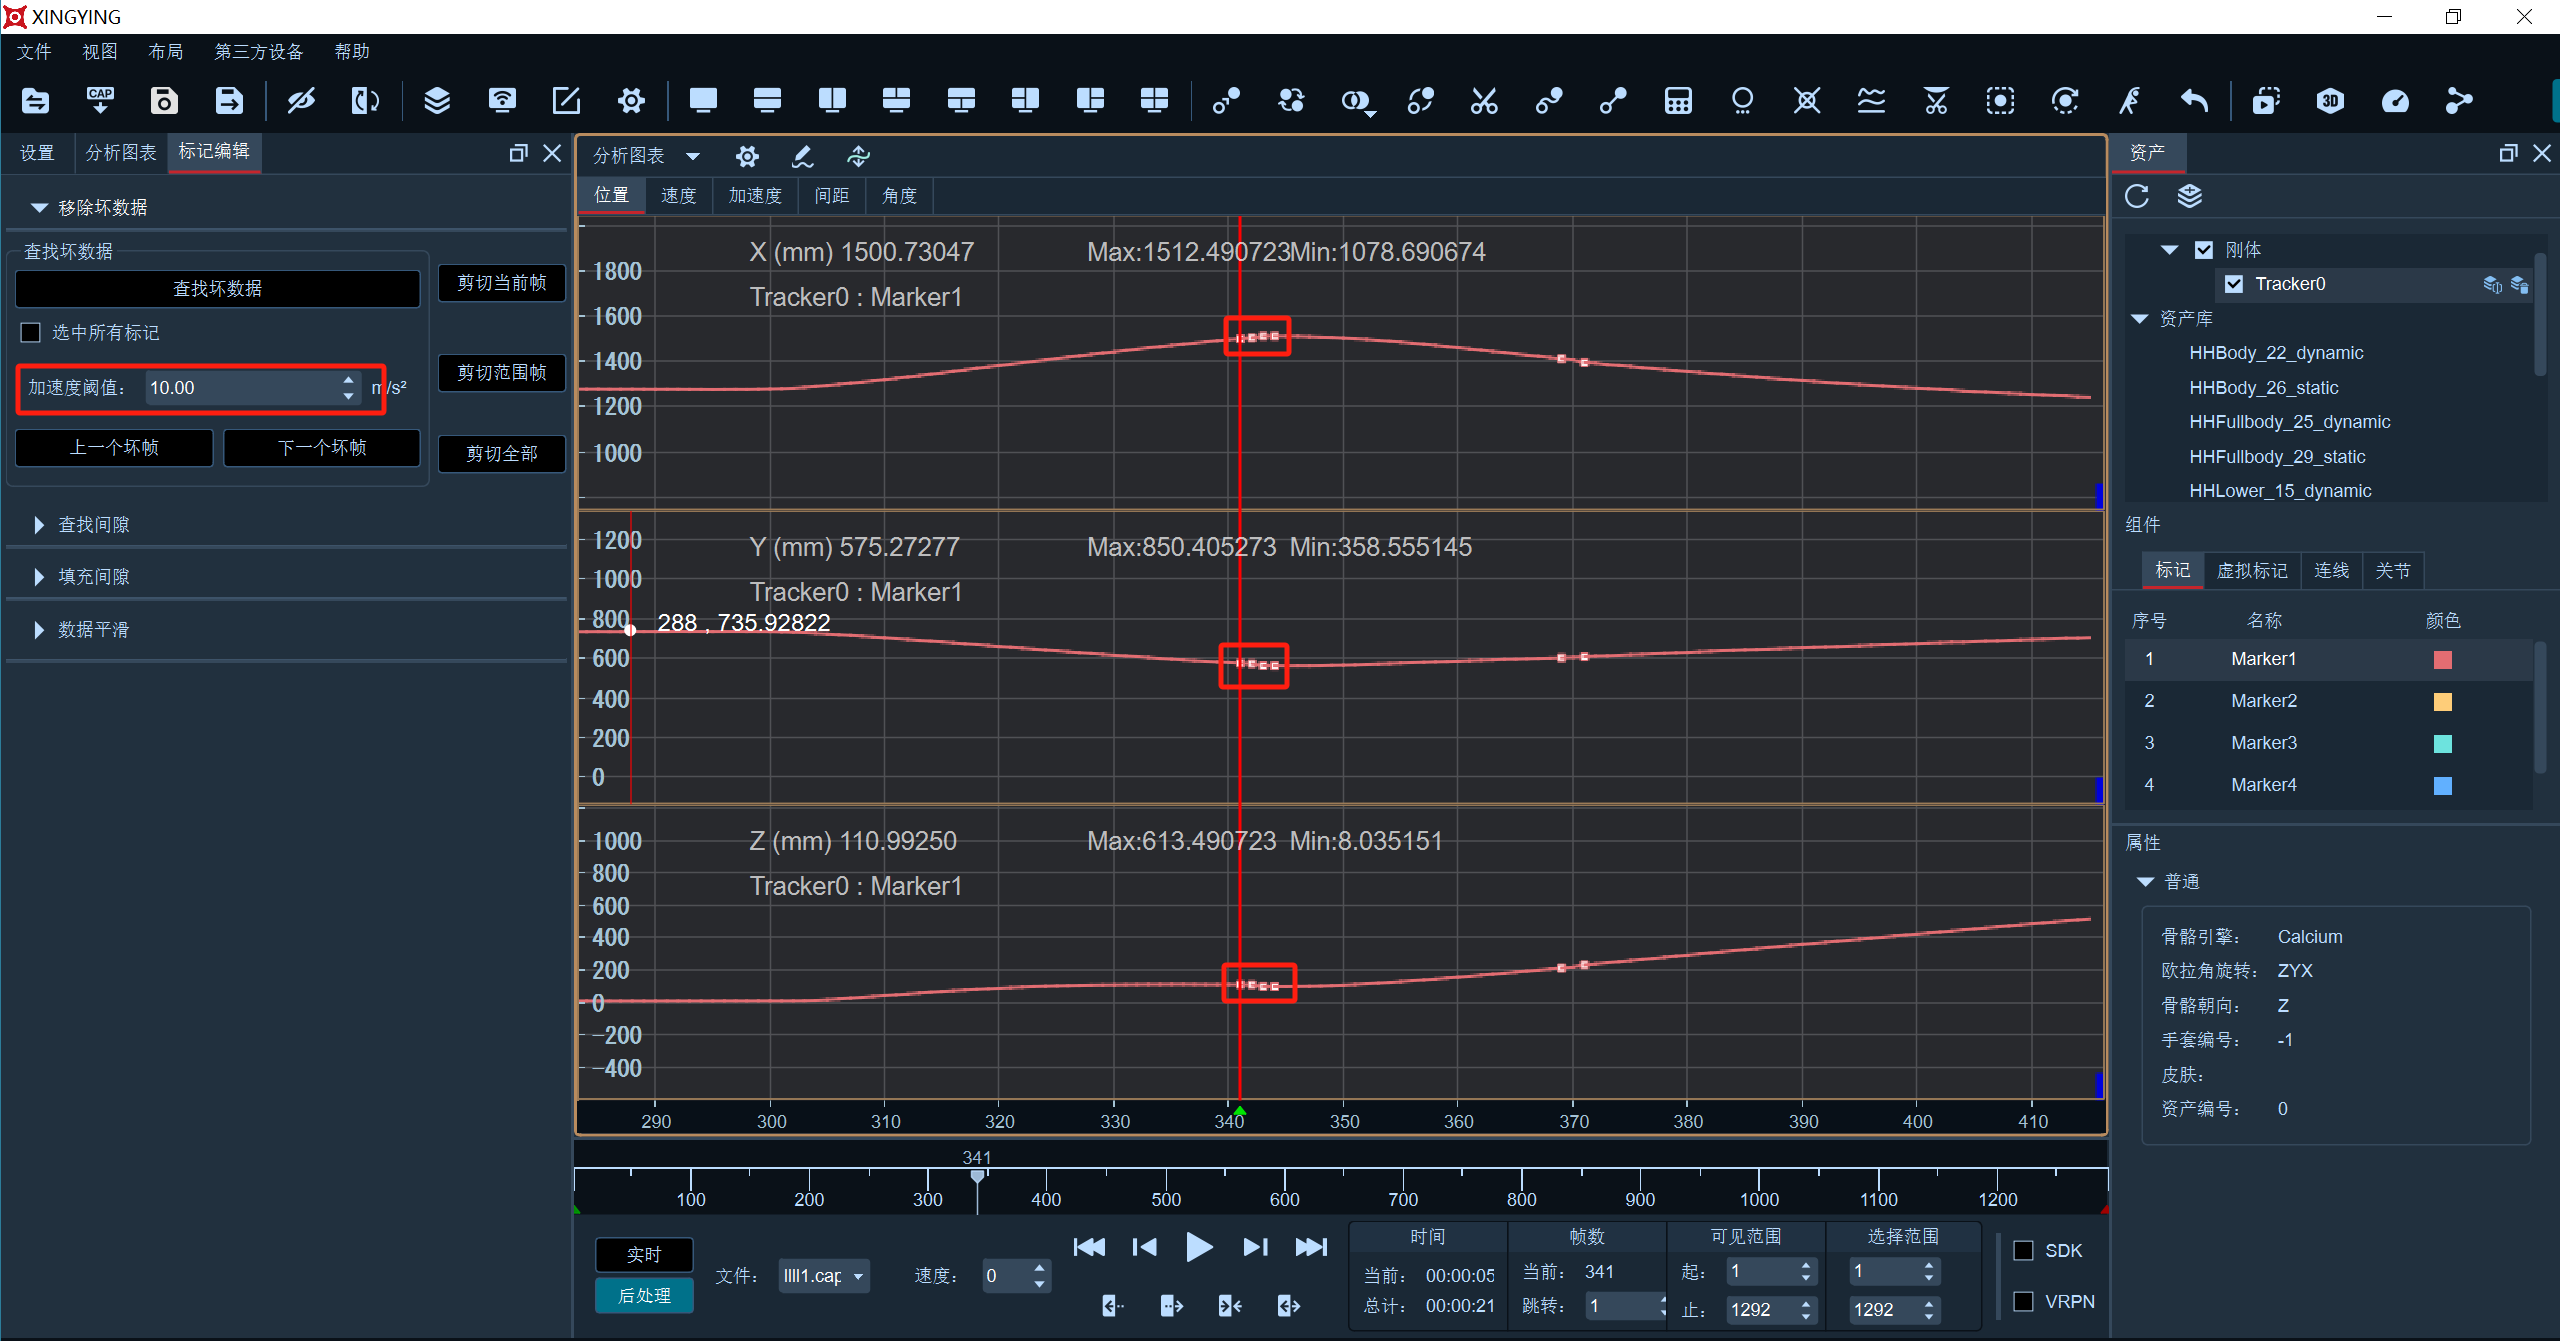 XINGYING
文件 视图 布局 第三方设备 帮助
CAP
3D
设置 分析图表 标记编辑
移除坏数据
查找坏数据
查找坏数据
剪切当前帧
选中所有标记
剪切范围帧
加速度阈值： 10.00 m/s²
上一个坏帧 下一个坏帧
剪切全部
查找间隙
填充间隙
数据平滑
分析图表
位置 速度 加速度 间距 角度
X (mm) 1500.73047 Max:1512.490723Min:1078.690674
Tracker0 : Marker1
1800
1600
1400
1200
1000
Y (mm) 575.27277 Max:850.405273 Min:358.555145
Tracker0 : Marker1
288 , 735.92822
1200
1000
800
600
400
200
0
Z (mm) 110.99250 Max:613.490723 Min:8.035151
Tracker0 : Marker1
1000
800
600
400
200
0
-200
-400
290 300 310 320 330 340 350 360 370 380 390 400 410
341
100 200 300 400 500 600 700 800 900 1000 1100 1200
实时
后处理
文件： llll1.cap
速度： 0
时间
当前： 00:00:05
总计： 00:00:21
帧数
当前： 341
跳转： 1
可见范围
起： 1
止： 1292
选择范围
1
1292
SDK
VRPN
资产
刚体
Tracker0
资产库
HHBody_22_dynamic
HHBody_26_static
HHFullbody_25_dynamic
HHFullbody_29_static
HHLower_15_dynamic
组件
标记 虚拟标记 连线 关节
序号 名称 颜色
1 Marker1
2 Marker2
3 Marker3
4 Marker4
属性
普通
骨骼引擎： Calcium
欧拉角旋转： ZYX
骨骼朝向： Z
手套编号： -1
皮肤：
资产编号： 0